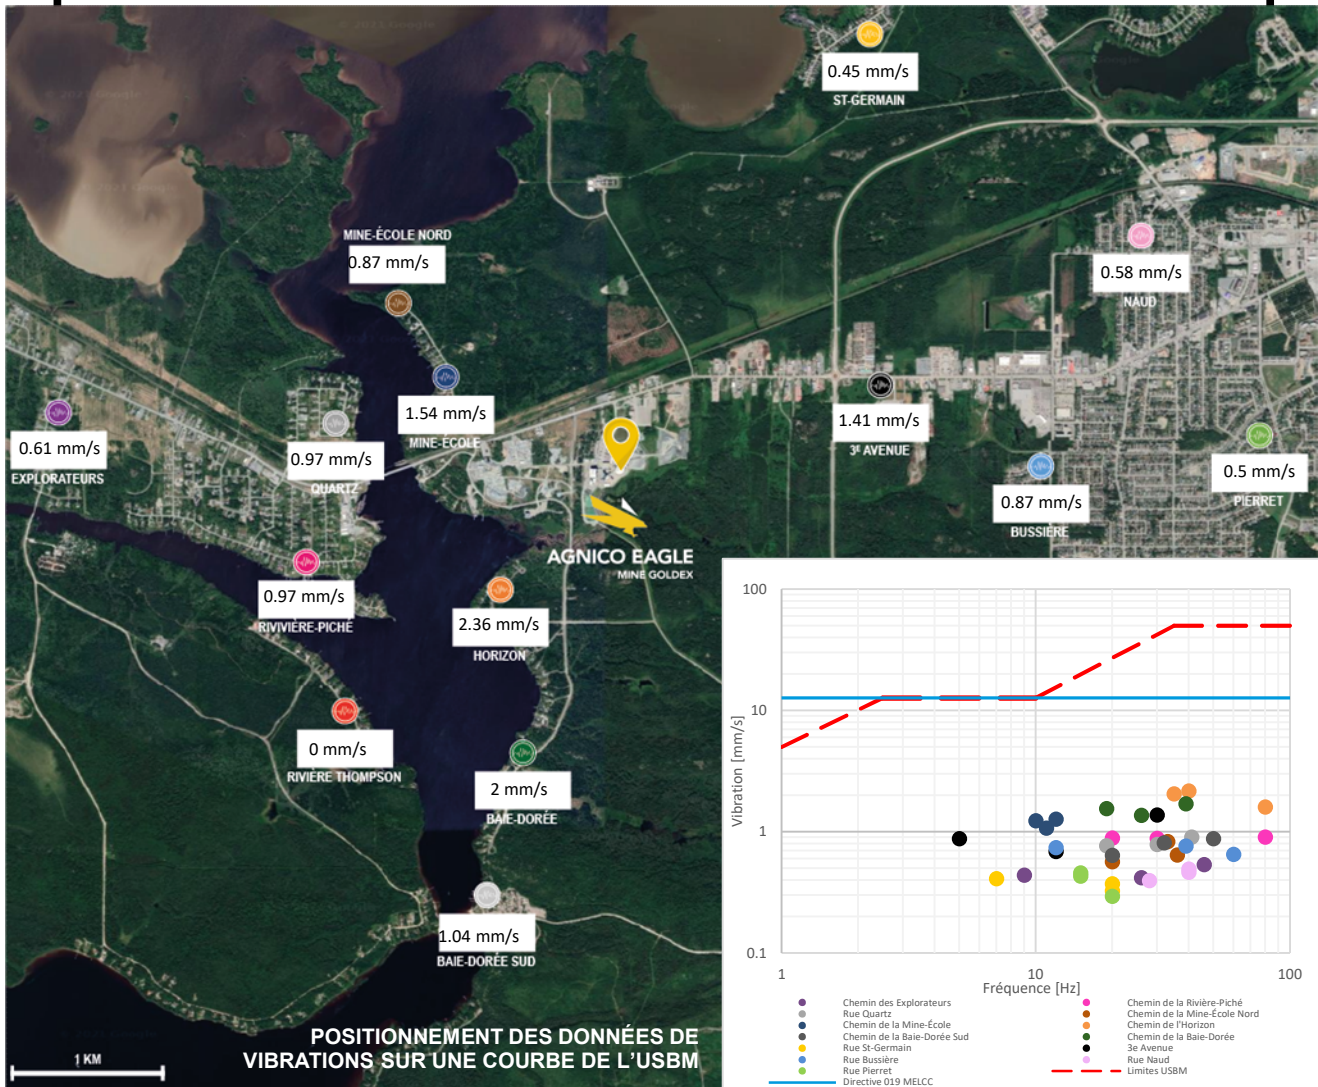 0.45 mm/s
ST-GERMAIN
MINE-ÉCOLE NORD
0.87 mm/s
0.58 mm/s
NAUD
1.54 mm/s
MINE-ÉCOLE
1.41 mm/s
3ᴱ AVENUE
0.61 mm/s
EXPLORATEURS
0.97 mm/s
QUARTZ
0.5 mm/s
PIERRET
0.87 mm/s
BUSSIÈRE
AGNICO EAGLE
MINE GOLDEX
0.97 mm/s
RIVIVIÈRE-PICHÉ
2.36 mm/s
HORIZON
0 mm/s
RIVIÈRE THOMPSON
2 mm/s
BAIE-DORÉE
1.04 mm/s
BAIE-DORÉE SUD
POSITIONNEMENT DES DONNÉES DE
VIBRATIONS SUR UNE COURBE DE L'USBM
1 KM
100
10
1
0.1
Vibration [mm/s]
1
10
100
Fréquence [Hz]
Chemin des Explorateurs
Chemin de la Rivière-Piché
Rue Quartz
Chemin de la Mine-École Nord
Chemin de la Mine-École
Chemin de l'Horizon
Chemin de la Baie-Dorée Sud
Chemin de la Baie-Dorée
Rue St-Germain
3e Avenue
Rue Bussière
Rue Naud
Rue Pierret
Limites USBM
Directive 019 MELCC